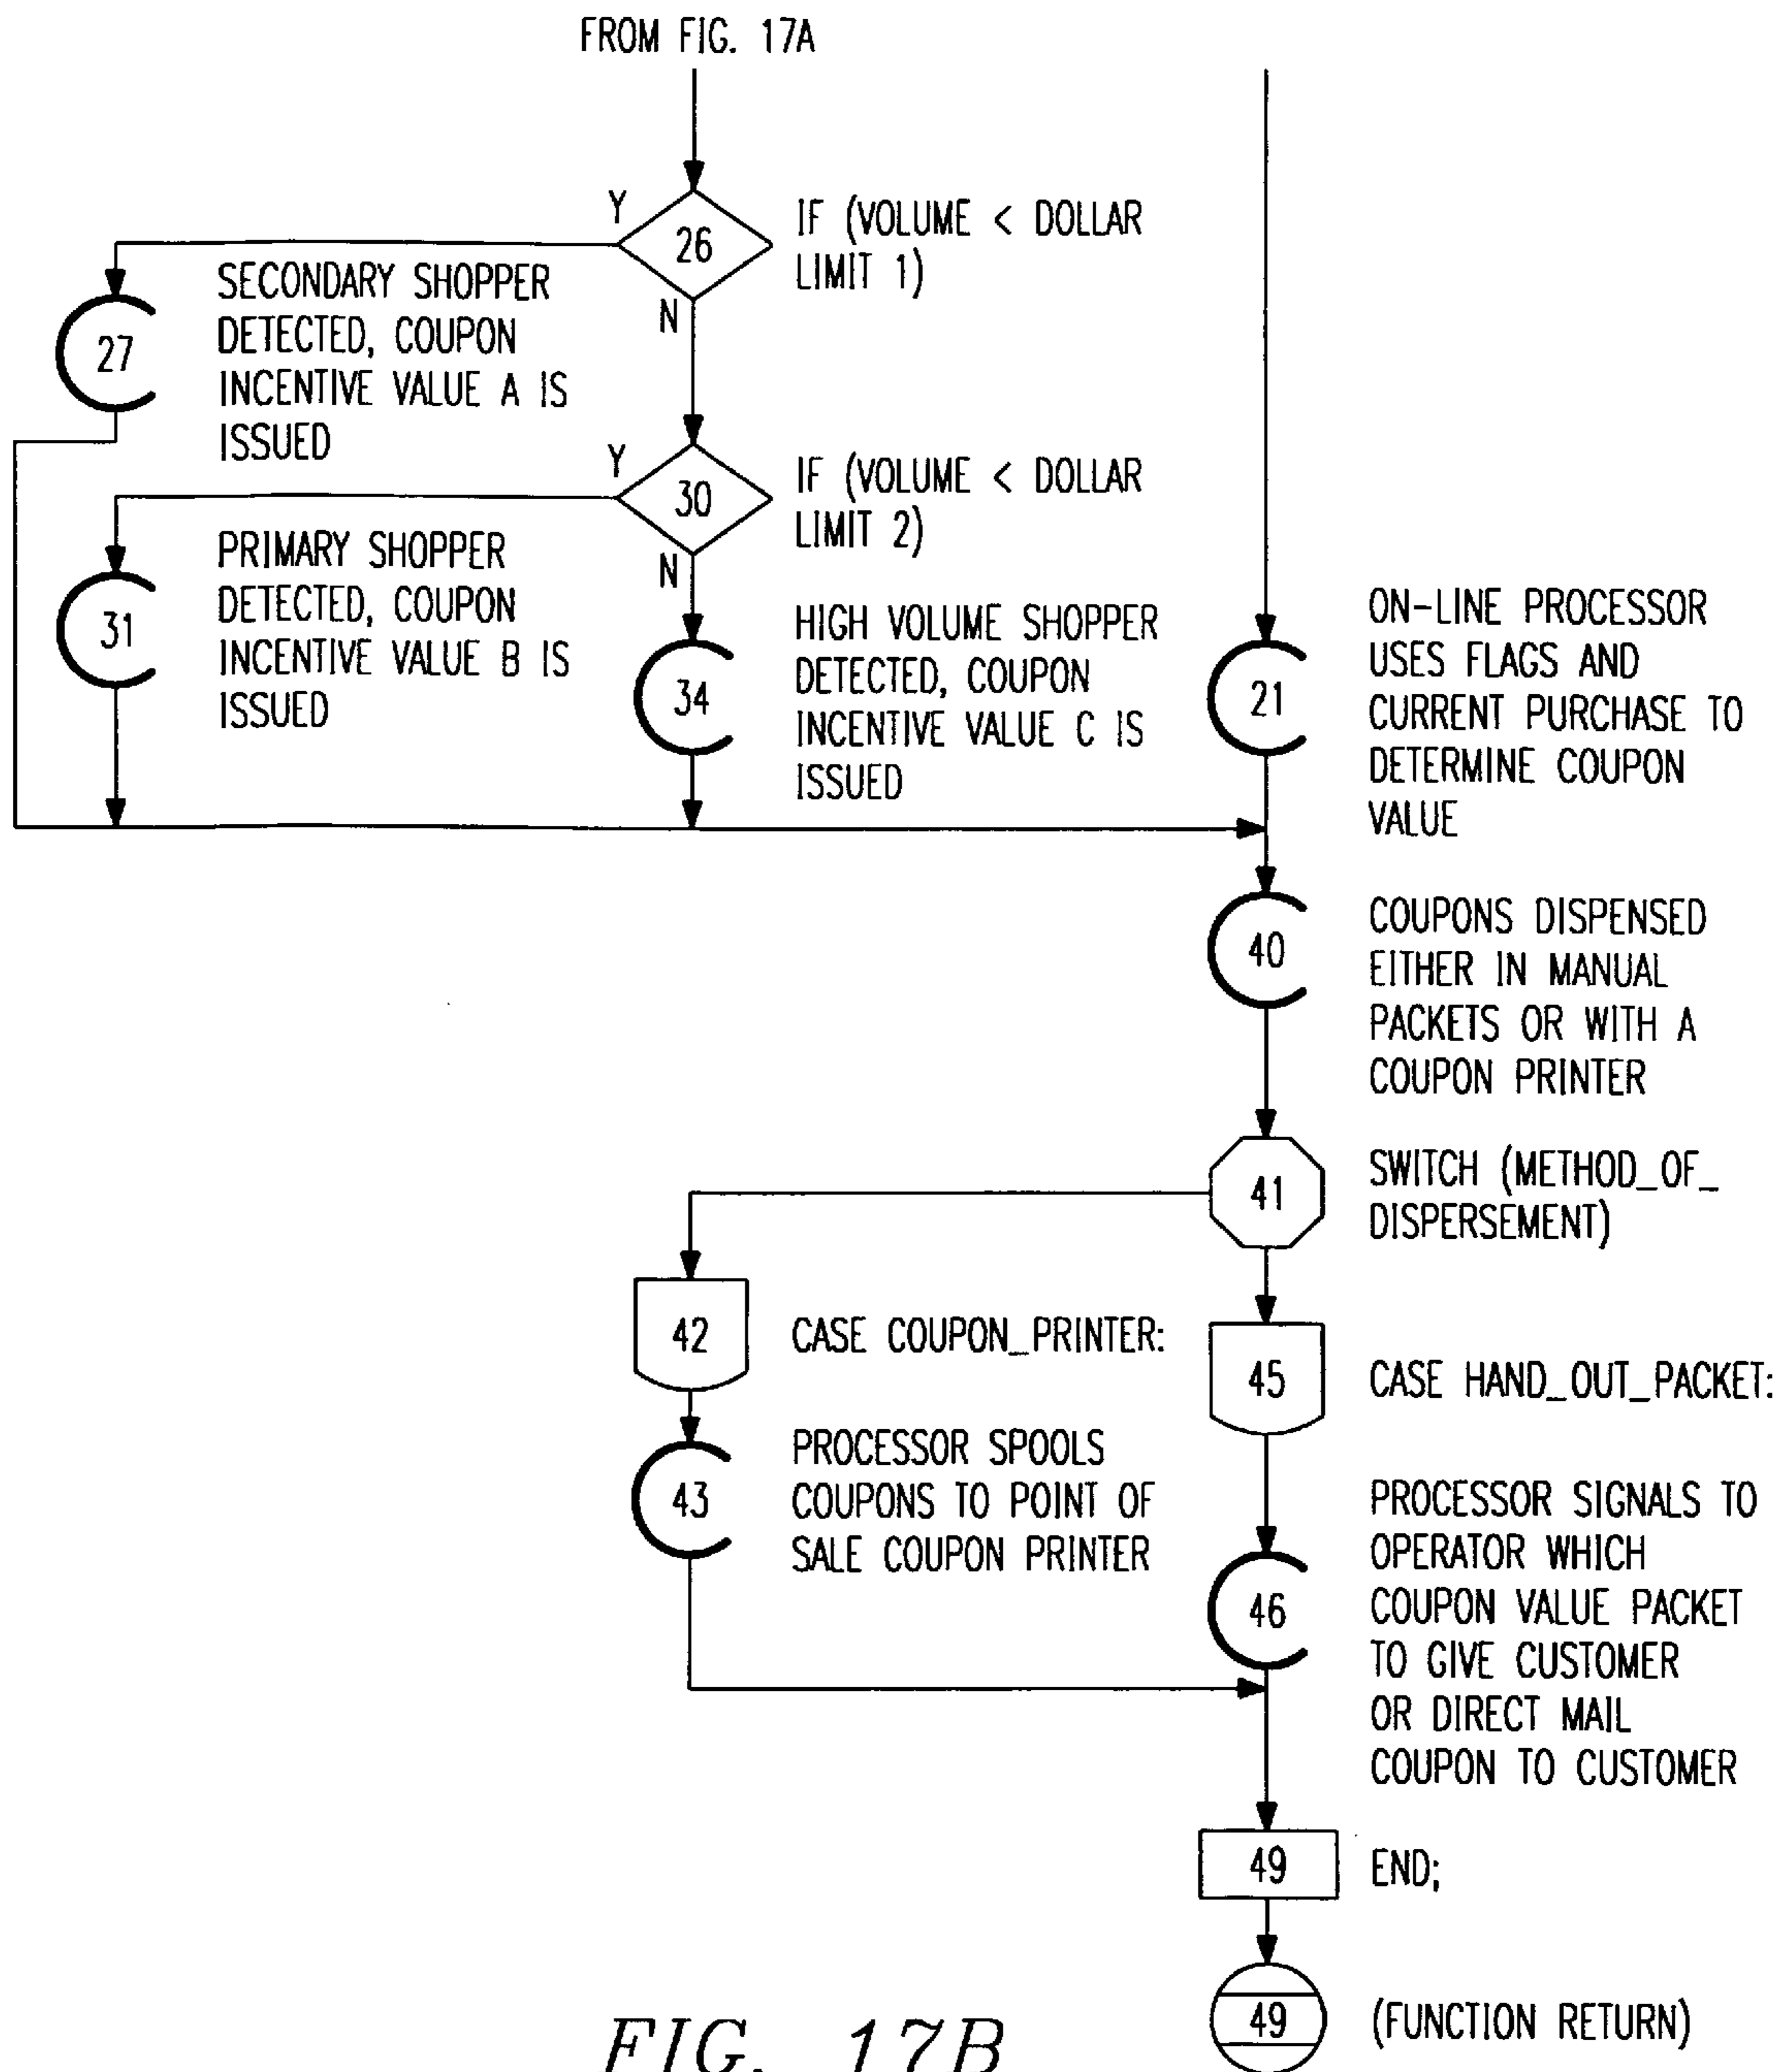 FROM FIG. 17A
Y
26
IF (VOLUME < DOLLAR
LIMIT 1)
N
27
SECONDARY SHOPPER
DETECTED, COUPON
INCENTIVE VALUE A IS
ISSUED
Y
30
IF (VOLUME < DOLLAR
LIMIT 2)
N
31
PRIMARY SHOPPER
DETECTED, COUPON
INCENTIVE VALUE B IS
ISSUED
34
HIGH VOLUME SHOPPER
DETECTED, COUPON
INCENTIVE VALUE C IS
ISSUED
21
ON-LINE PROCESSOR
USES FLAGS AND
CURRENT PURCHASE TO
DETERMINE COUPON
VALUE
40
COUPONS DISPENSED
EITHER IN MANUAL
PACKETS OR WITH A
COUPON PRINTER
41
SWITCH (METHOD_OF_
DISPERSEMENT)
42
CASE COUPON_PRINTER:
45
CASE HAND_OUT_PACKET:
43
PROCESSOR SPOOLS
COUPONS TO POINT OF
SALE COUPON PRINTER
46
PROCESSOR SIGNALS TO
OPERATOR WHICH
COUPON VALUE PACKET
TO GIVE CUSTOMER
OR DIRECT MAIL
COUPON TO CUSTOMER
49
END;
49
(FUNCTION RETURN)
FIG. 17B